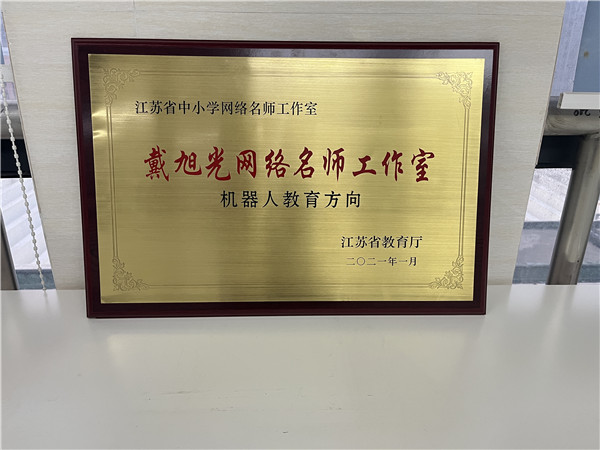 江苏省中小学网络名师工作室
戴旭光网络名师工作室
机器人教育方向
江苏省教育厅
二〇二一年一月